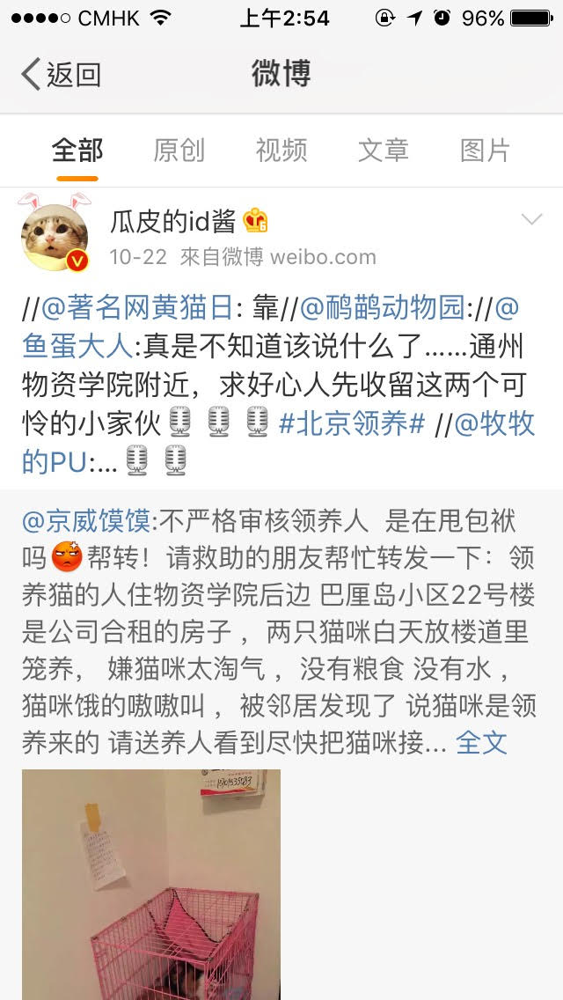 CMHK 上午2:54 96%
返回 微博
全部 原创 视频 文章 图片
瓜皮的id酱
10-22 來自微博 weibo.com
//@著名网黄猫日: 靠//@鸸鹋动物园://@
鱼蛋大人:真是不知道该说什么了……通州
物资学院附近，求好心人先收留这两个可
怜的小家伙 #北京领养# //@牧牧
的PU:...
@京威馍馍:不严格审核领养人 是在甩包袱
吗 帮转！请救助的朋友帮忙转发一下：领
养猫的人住物资学院后边 巴厘岛小区22号楼
是公司合租的房子 ，两只猫咪白天放楼道里
笼养， 嫌猫咪太淘气 ，没有粮食 没有水 ，
猫咪饿的嗷嗷叫 ，被邻居发现了 说猫咪是领
养来的 请送养人看到尽快把猫咪接... 全文